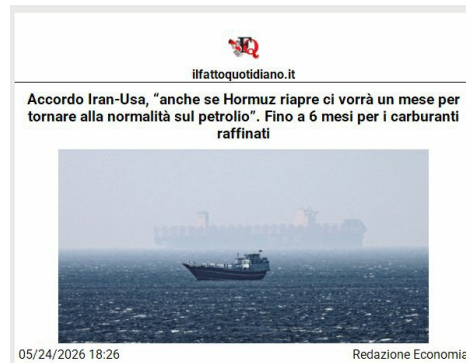 FQ
ilfattoquotidiano.it
Accordo Iran-Usa, “anche se Hormuz riapre ci vorrà un mese per
tornare alla normalità sul petrolio”. Fino a 6 mesi per i carburanti
raffinati
05/24/2026 18:26
Redazione Economia